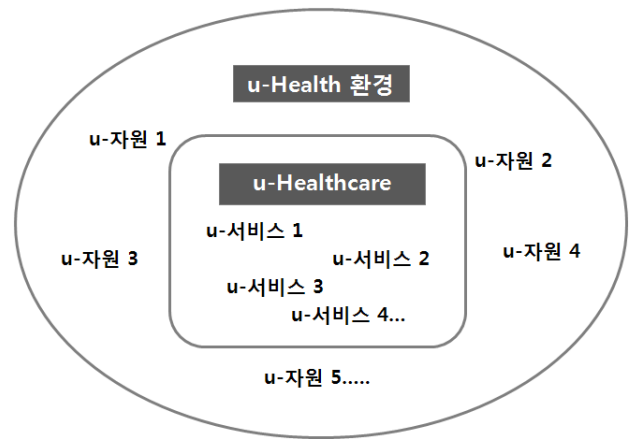 u-Health 환경
u-자원 1
u-자원 2
u-Healthcare
u-서비스 1
u-서비스 2
u-자원 3
u-자원 4
u-서비스 3
u-서비스 4...
u-자원 5.....